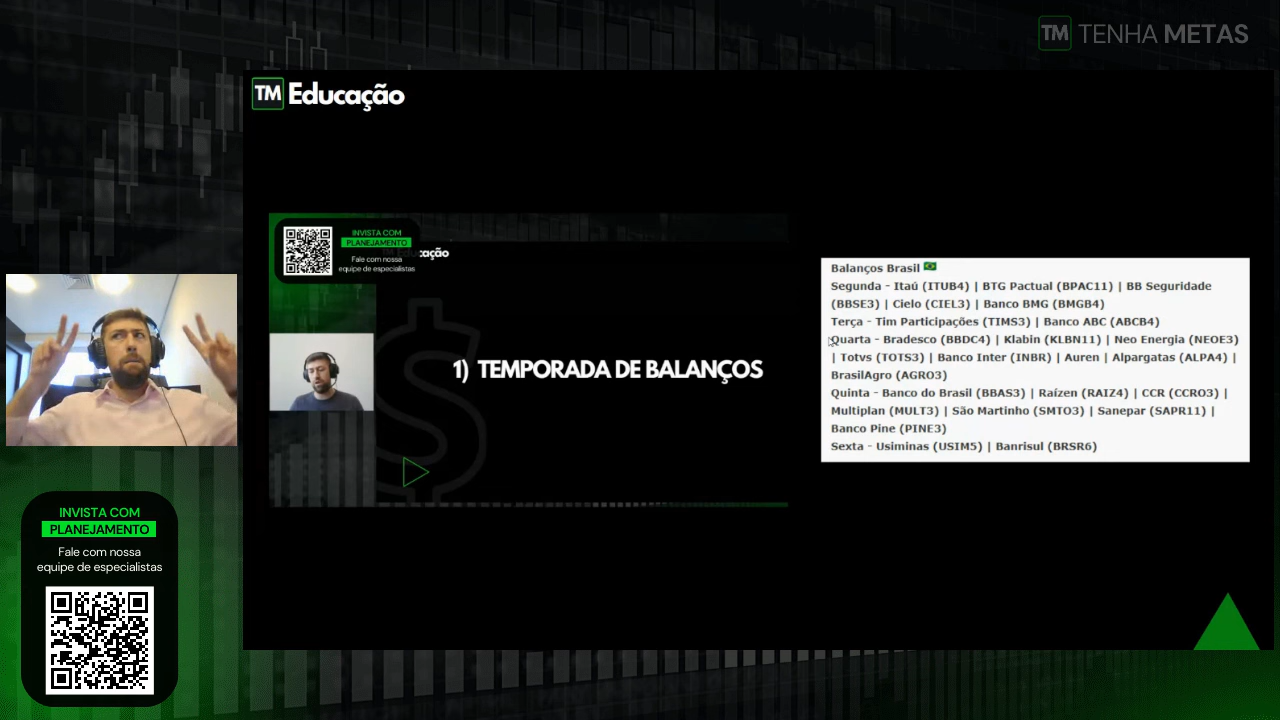 TM TENHA METAS
TM Educação
INVISTA COM
PLANEJAMENTO
Fale com nossa
equipe de especialistas
cação
1) TEMPORADA DE BALANÇOS
Balanços Brasil 🇧🇷
Segunda - Itaú (ITUB4) | BTG Pactual (BPAC11) | BB Seguridade
(BBSE3) | Cielo (CIEL3) | Banco BMG (BMGB4)
Terça - Tim Participações (TIMS3) | Banco ABC (ABCB4)
Quarta - Bradesco (BBDC4) | Klabin (KLBN11) | Neo Energia (NEOE3)
| Totvs (TOTS3) | Banco Inter (INBR) | Auren | Alpargatas (ALPA4) |
BrasilAgro (AGRO3)
Quinta - Banco do Brasil (BBAS3) | Raízen (RAIZ4) | CCR (CCRO3) |
Multiplan (MULT3) | São Martinho (SMTO3) | Sanepar (SAPR11) |
Banco Pine (PINE3)
Sexta - Usiminas (USIM5) | Banrisul (BRSR6)
INVISTA COM
PLANEJAMENTO
Fale com nossa
equipe de especialistas